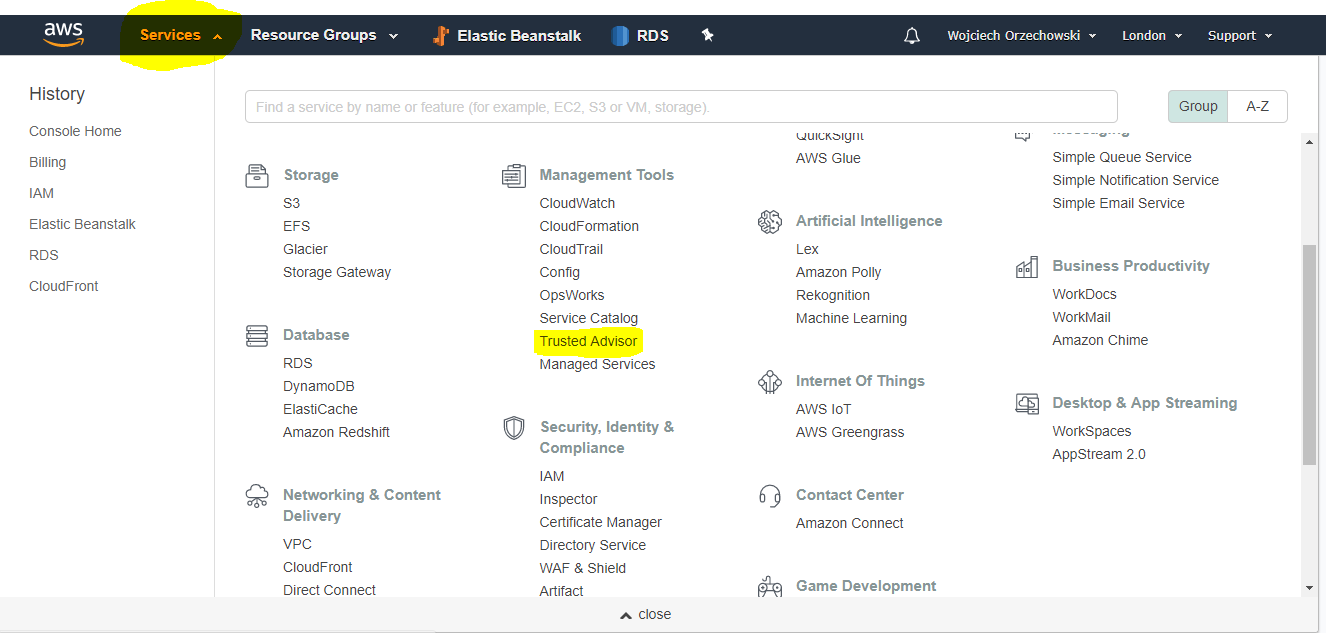 aws
Services
Resource Groups
Elastic Beanstalk
RDS
Wojciech Orzechowski
London
Support
History
Console Home
Billing
IAM
Elastic Beanstalk
RDS
CloudFront
Find a service by name or feature (for example, EC2, S3 or VM, storage).
Group
A-Z
Storage
S3
EFS
Glacier
Storage Gateway
Database
RDS
DynamoDB
ElastiCache
Amazon Redshift
Networking & Content
Delivery
VPC
CloudFront
Direct Connect
Management Tools
CloudWatch
CloudFormation
CloudTrail
Config
OpsWorks
Service Catalog
Trusted Advisor
Managed Services
Security, Identity &
Compliance
IAM
Inspector
Certificate Manager
Directory Service
WAF & Shield
Artifact
QuickSight
AWS Glue
Artificial Intelligence
Lex
Amazon Polly
Rekognition
Machine Learning
Internet Of Things
AWS IoT
AWS Greengrass
Contact Center
Amazon Connect
Game Development
Messaging
Simple Queue Service
Simple Notification Service
Simple Email Service
Business Productivity
WorkDocs
WorkMail
Amazon Chime
Desktop & App Streaming
WorkSpaces
AppStream 2.0
close